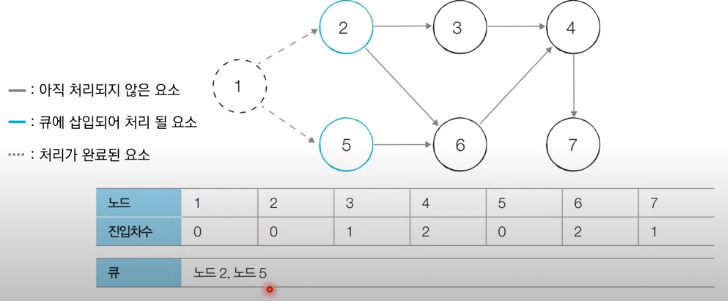 2 3 4
1
: 아직 처리되지 않은 요소
: 큐에 삽입되어 처리 될 요소
: 처리가 완료된 요소
5 6 7
노드 1 2 3 4 5 6 7
진입차수 0 0 1 2 0 2 1
큐 노드 2, 노드 5